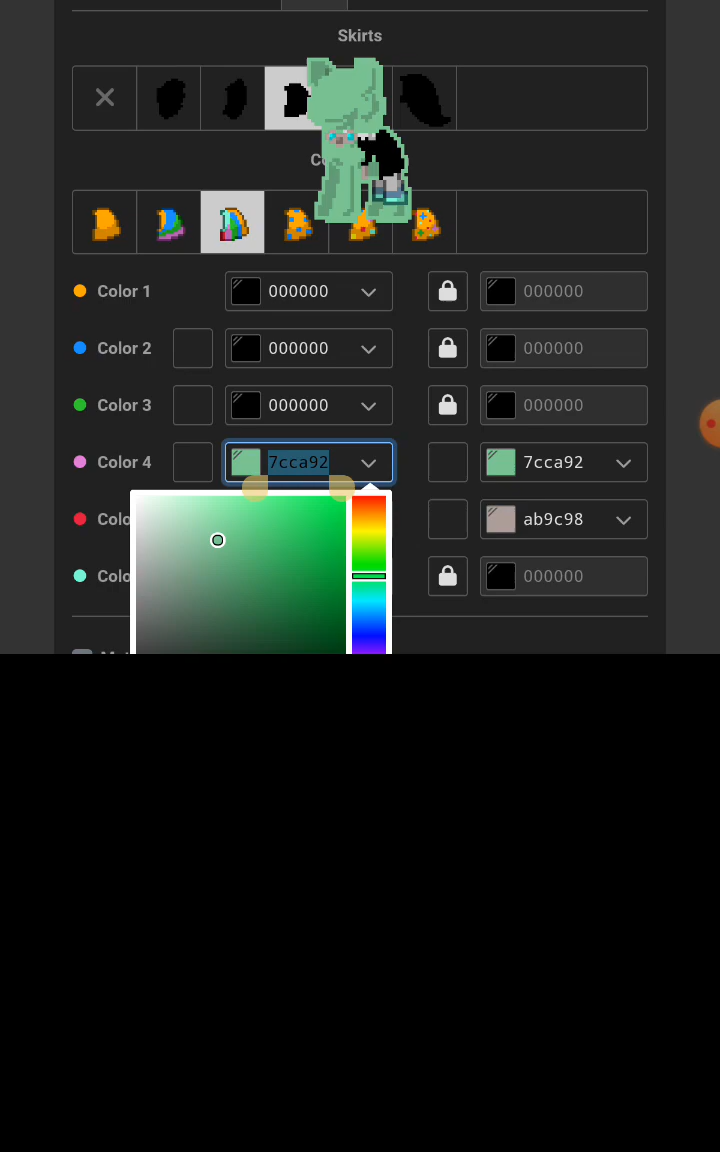 Skirts
Color 1 000000 000000
Color 2 000000 000000
Color 3 000000 000000
Color 4 7cca92 7cca92
ab9c98
000000